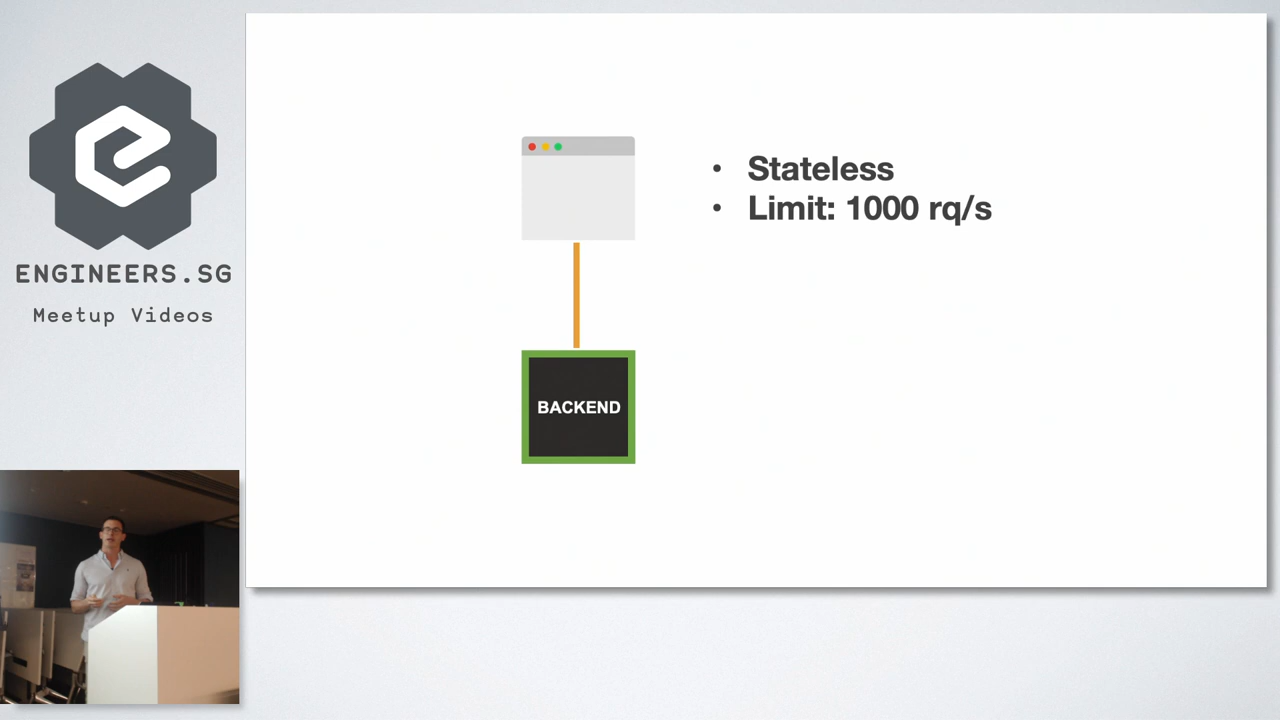 ENGINEERS.SG
Meetup Videos
• Stateless
• Limit: 1000 rq/s
BACKEND